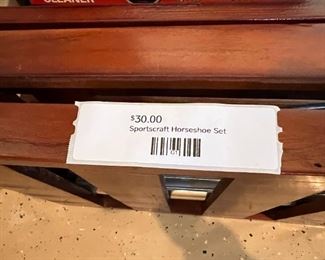 CLEANER
$30.00
Sportscraft Horseshoe Set